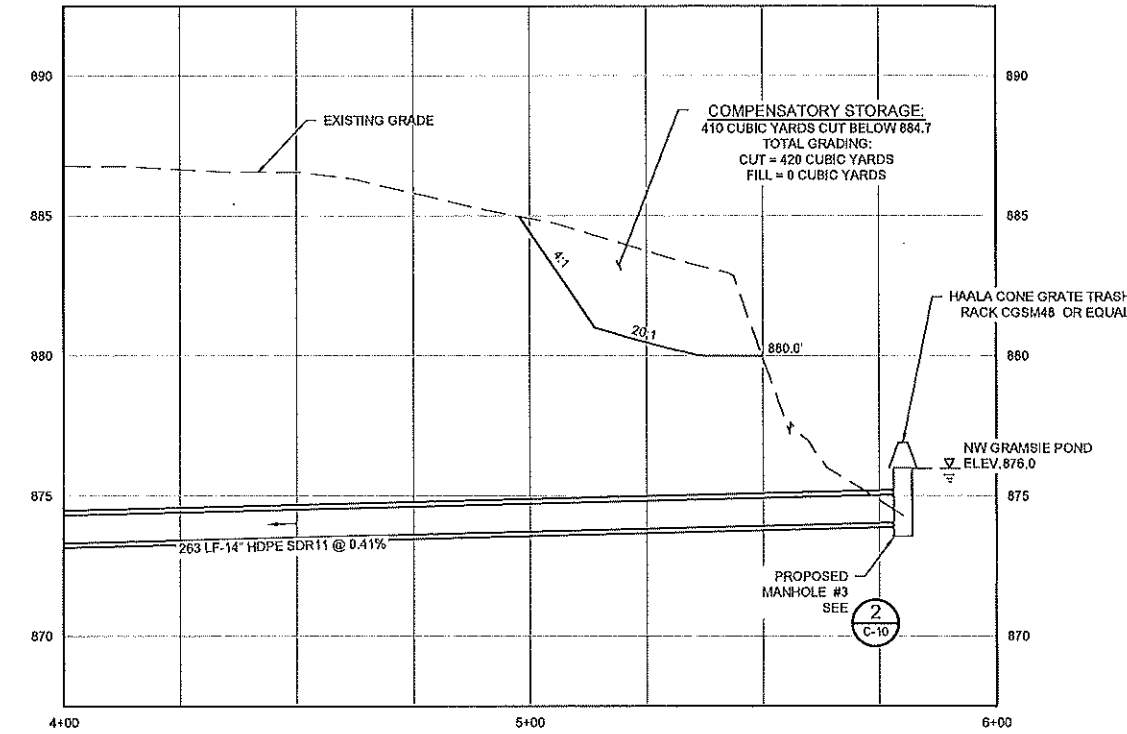 890
890
EXISTING GRADE
COMPENSATORY STORAGE:
410 CUBIC YARDS CUT BELOW 884.7
TOTAL GRADING:
CUT = 420 CUBIC YARDS
FILL = 0 CUBIC YARDS
885
885
4:1
HAALA CONE GRATE TRASH
RACK CGSM48 OR EQUAL
20:1
880.0'
880
880
NW GRAMSIE POND
ELEV.876.0
875
875
263 LF-14" HDPE SDR11 @ 0.41%
PROPOSED
MANHOLE #3
SEE
2
C-10
870
870
4+00
5+00
6+00